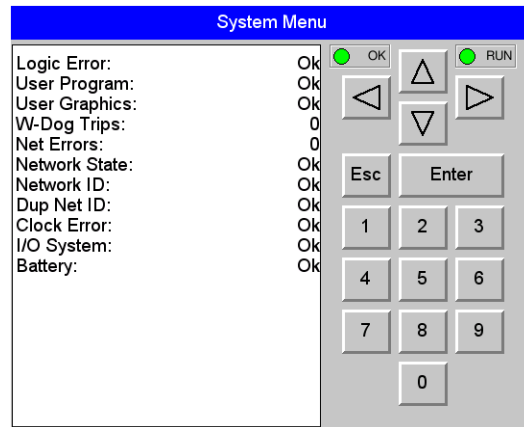 System Menu
Logic Error: Ok
User Program: Ok
User Graphics: Ok
W-Dog Trips: 0
Net Errors: 0
Network State: Ok
Network ID: Ok
Dup Net ID: Ok
Clock Error: Ok
I/O System: Ok
Battery: Ok
OK RUN
Esc Enter
1 2 3
4 5 6
7 8 9
0